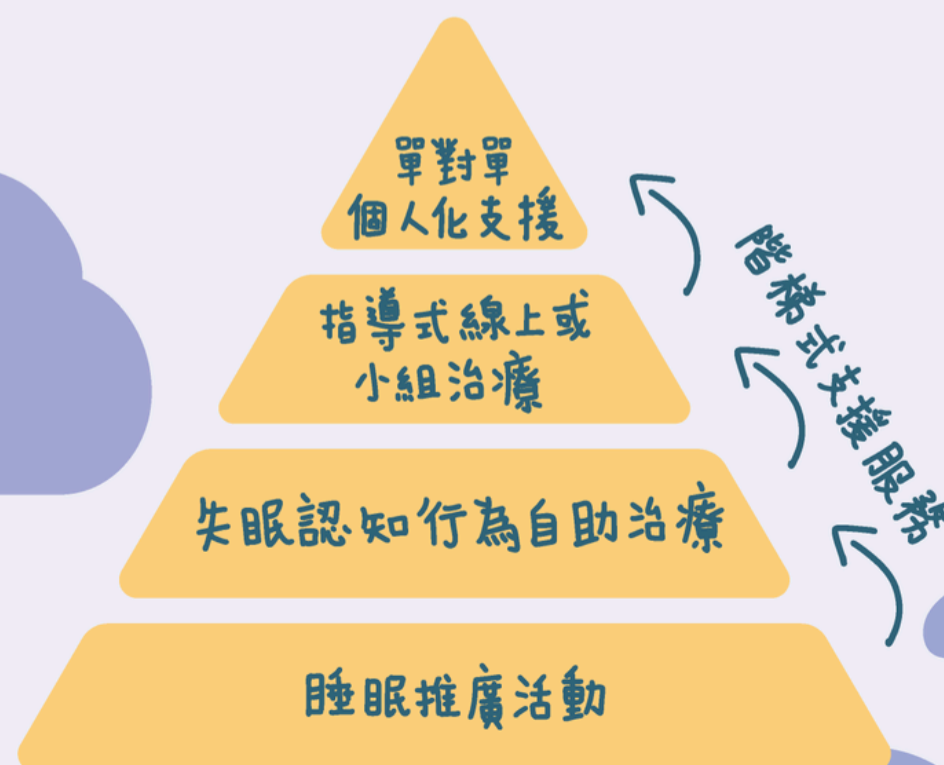 單對單
個人化支援
指導式線上或
小組治療
階梯式支援服務
失眠認知行為自助治療
睡眠推廣活動